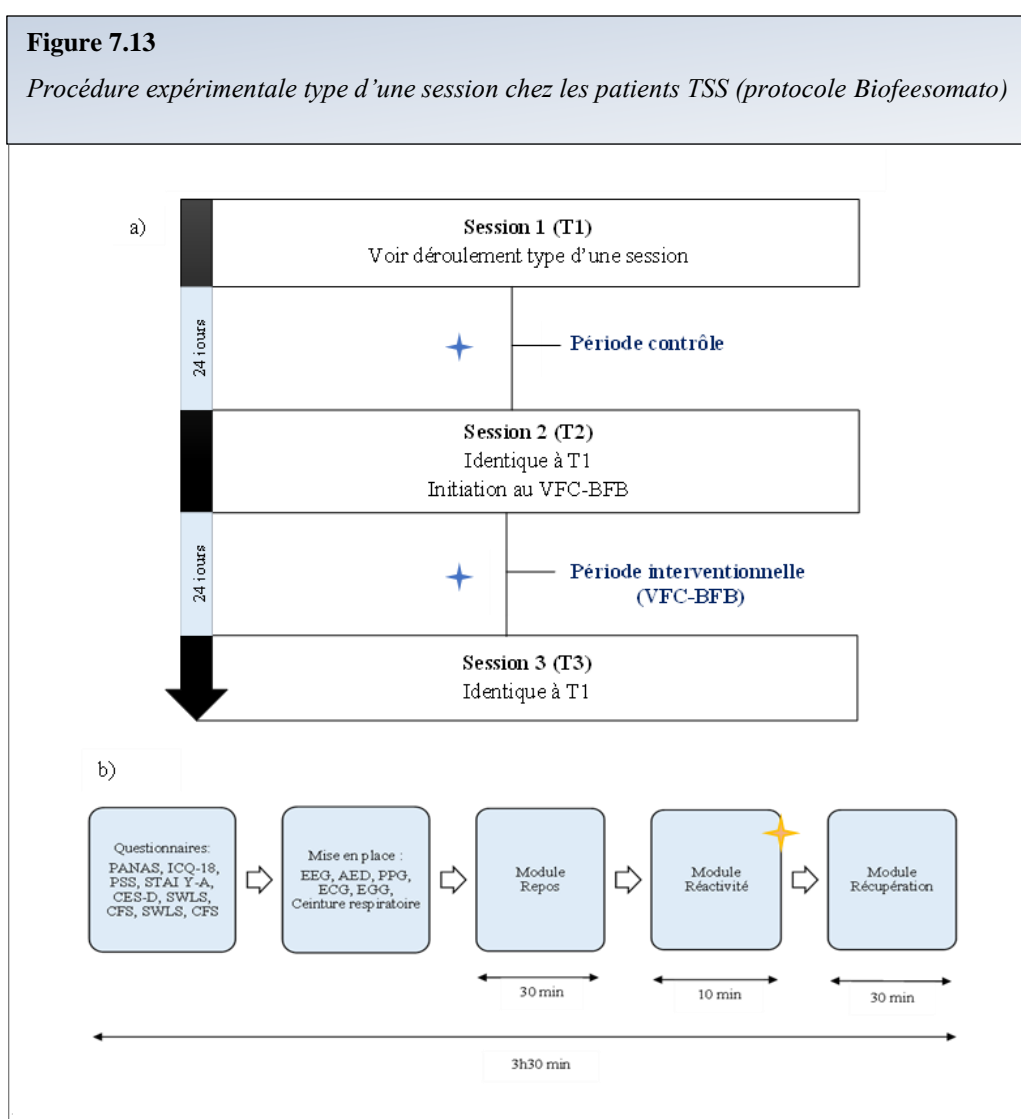 Figure 7.13
Procédure expérimentale type d'une session chez les patients TSS (protocole Biofeesomato)
a)
Session 1 (T1)
Voir déroulement type d'une session
24 jours
Période contrôle
Session 2 (T2)
Identique à T1
Initiation au VFC-BFB
24 jours
Période interventionnelle
(VFC-BFB)
Session 3 (T3)
Identique à T1
b)
Questionnaires:
PANAS, ICQ-18,
PSS, STAI Y-A,
CES-D, SWLS,
CFS, SWLS, CFS
Mise en place :
EEG, AED, PPG,
ECG, EGG,
Ceinture respiratoire
Module
Repos
Module
Réactivité
Module
Récupération
30 min
10 min
30 min
3h30 min